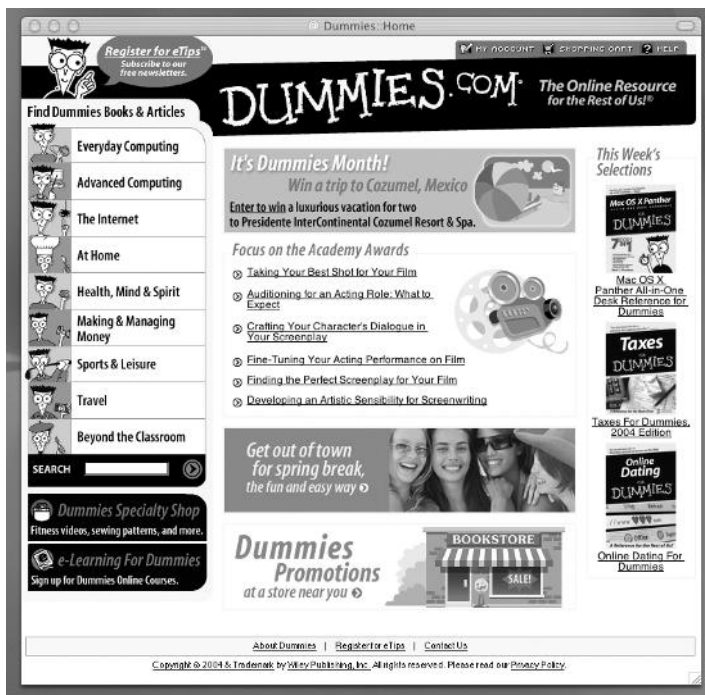 Dummies::Home
Register for eTips™
Subscribe to our
free newsletters.
MY ACCOUNT SHOPPING CART ? HELP
DUMMIES.COM®
The Online Resource
for the Rest of Us!®
Find Dummies Books & Articles
Everyday Computing
Advanced Computing
The Internet
At Home
Health, Mind & Spirit
Making & Managing
Money
Sports & Leisure
Travel
Beyond the Classroom
SEARCH
Dummies Specialty Shop
Fitness videos, sewing patterns, and more.
e-Learning For Dummies
Sign up for Dummies Online Courses.
It's Dummies Month!
Win a trip to Cozumel, Mexico
Enter to win a luxurious vacation for two
to Presidente InterContinental Cozumel Resort & Spa.
Focus on the Academy Awards
Taking Your Best Shot for Your Film
Auditioning for an Acting Role: What to
Expect
Crafting Your Character's Dialogue in
Your Screenplay
Fine-Tuning Your Acting Performance on Film
Finding the Perfect Screenplay for Your Film
Developing an Artistic Sensibility for Screenwriting
Get out of town
for spring break,
the fun and easy way
Dummies
Promotions
at a store near you
BOOKSTORE
SALE!
This Week's
Selections
Mac OS X Panther
DUMMIES
Mac OS X
Panther All-in-One
Desk Reference for
Dummies
Taxes
DUMMIES
Taxes For Dummies,
2004 Edition
Online
Dating
DUMMIES
Online Dating For
Dummies
About Dummies | Register for eTips | Contact Us
Copyright © 2004 & Trademark by Wiley Publishing, Inc. All rights reserved. Please read our Privacy Policy.